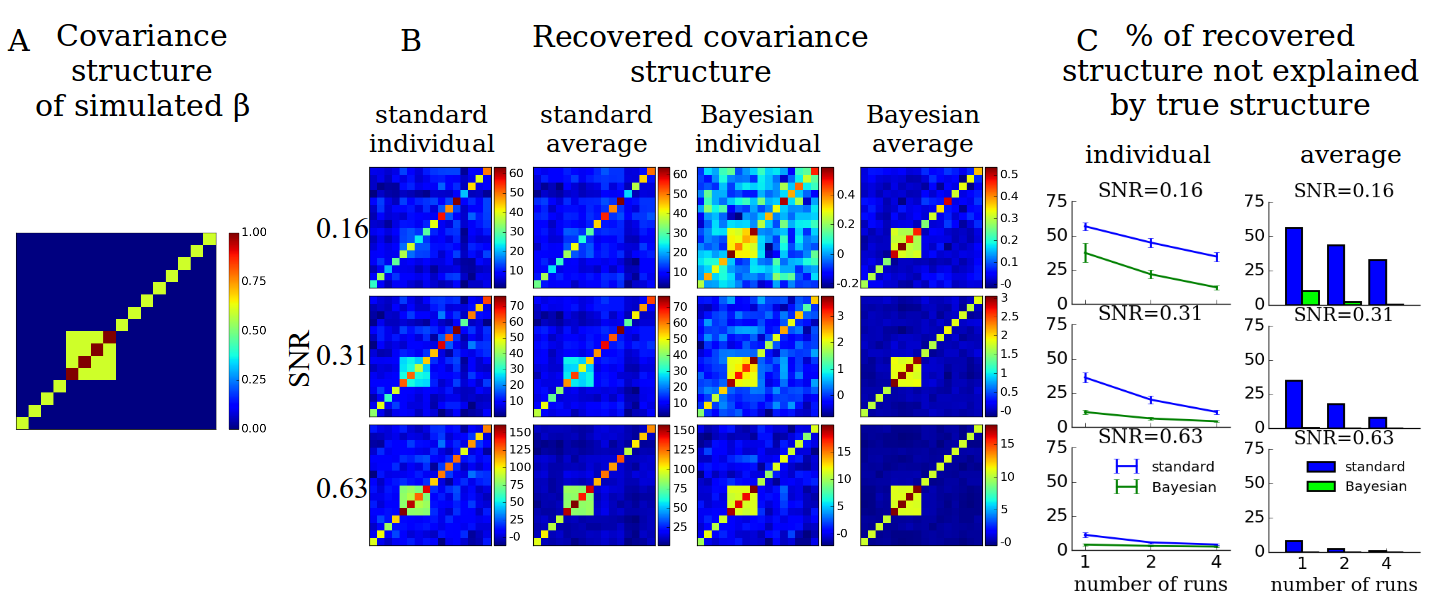 A
Covariance
structure
of simulated β
1.00
0.75
0.50
0.25
0.00
B
Recovered covariance
structure
standard
individual
standard
average
Bayesian
individual
Bayesian
average
SNR
0.16
60
50
40
30
20
10
60
50
40
30
20
10
0.4
0.2
0
-0.2
0.5
0.4
0.3
0.2
0.1
-0
0.31
70
60
50
40
30
20
10
70
60
50
40
30
20
10
3
2
1
0
3
2.5
2
1.5
1
0.5
-0
0.63
150
125
100
75
50
25
-0
150
125
100
75
50
25
15
10
5
-0
15
10
5
-0
C
% of recovered
structure not explained
by true structure
individual
average
SNR=0.16
75
50
25
0
SNR=0.16
75
50
25
0
SNR=0.31
75
50
25
0
SNR=0.31
75
50
25
0
SNR=0.63
75
50
25
0
standard
Bayesian
1 2 4
number of runs
SNR=0.63
75
50
25
0
standard
Bayesian
1 2 4
number of runs